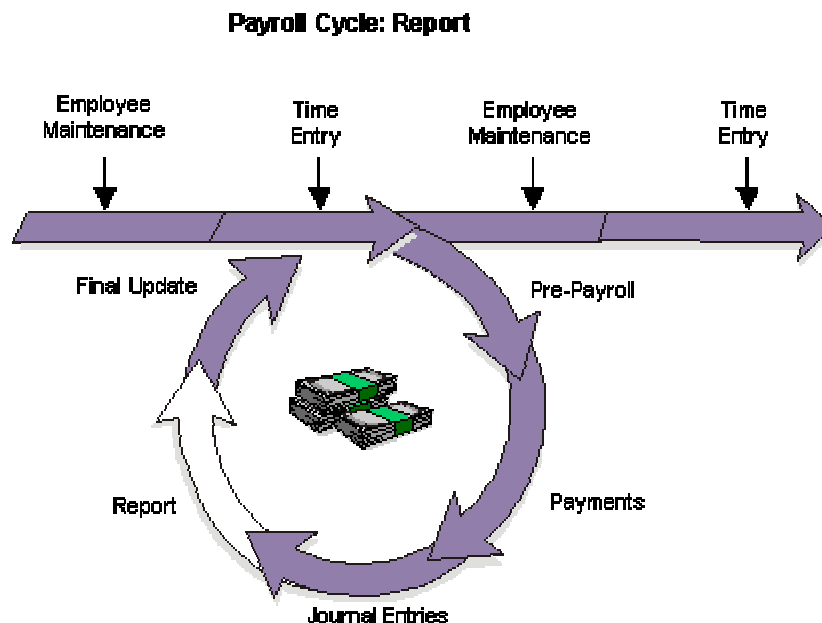 Payroll Cycle: Report
Employee
Maintenance
Time
Entry
Employee
Maintenance
Time
Entry
Final Update
Pre-Payroll
Report
Payments
Journal Entries